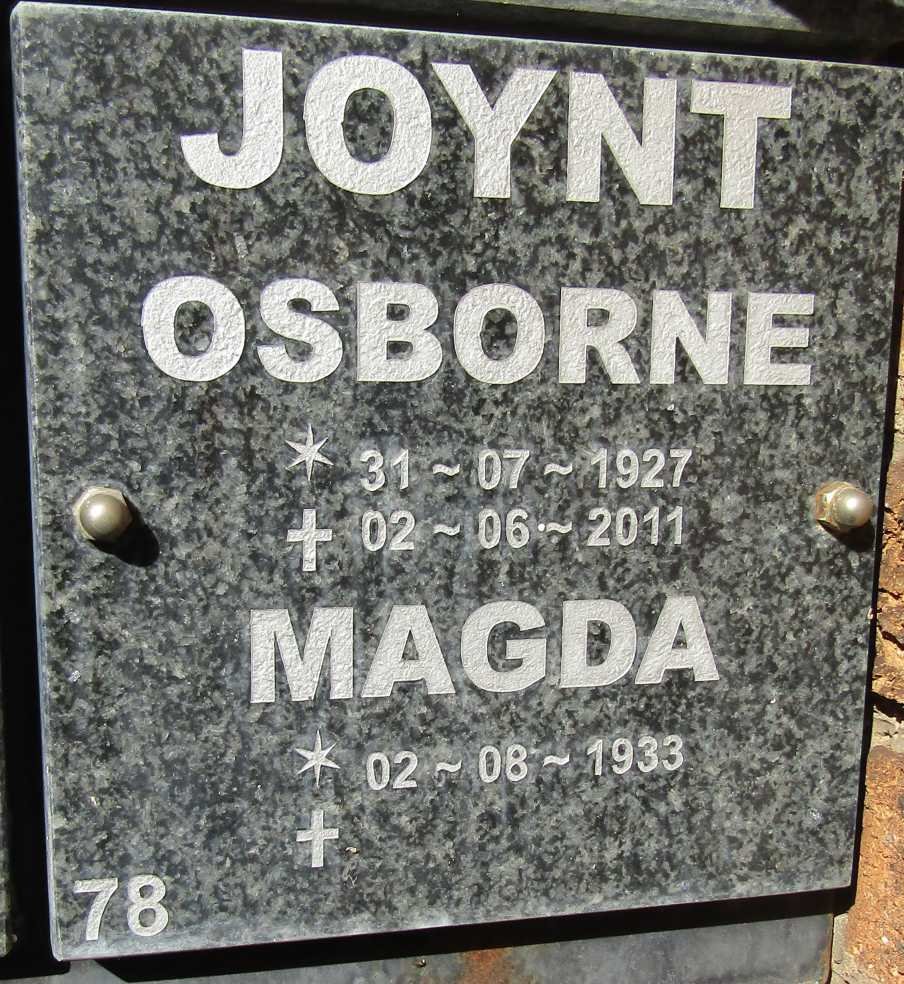 JOYNT
OSBORNE
* 31 ~ 07 ~ 1927
✝ 02 ~ 06 ~ 2011
MAGDA
* 02 ~ 08 ~ 1933
✝
78